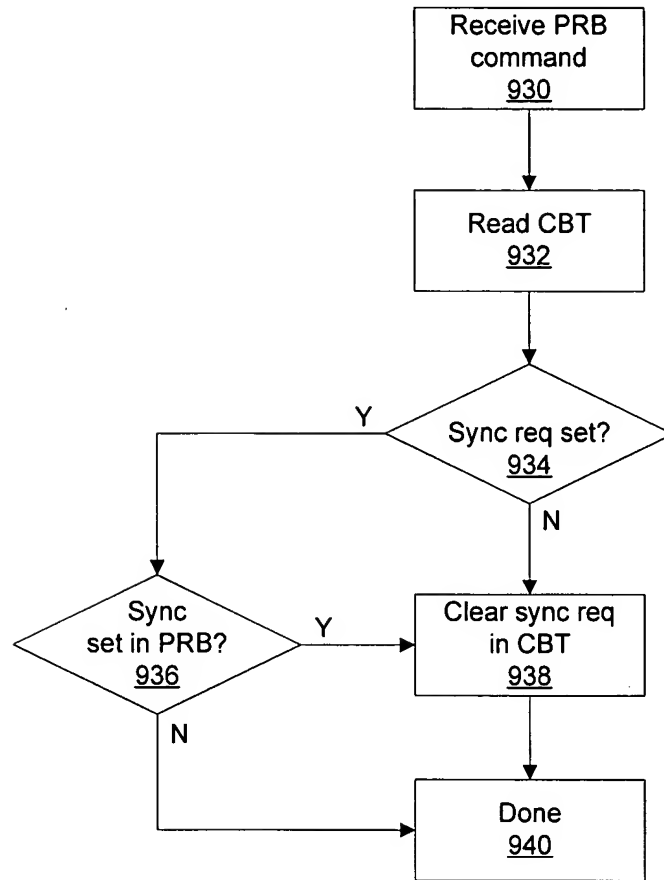 Receive PRB
command
930
Read CBT
932
Y
Sync req set?
934
N
Sync
set in PRB?
936
Y
Clear sync req
in CBT
938
N
Done
940